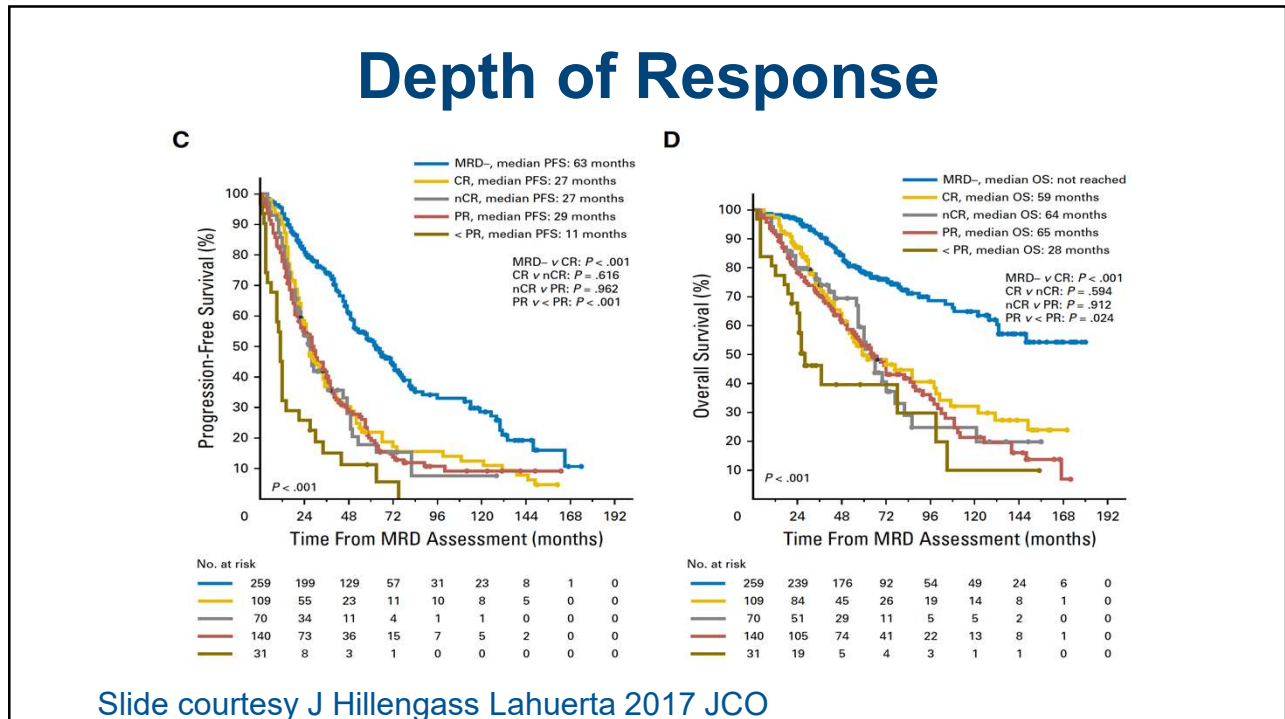 Depth of Response
C
MRD–, median PFS: 63 months
CR, median PFS: 27 months
nCR, median PFS: 27 months
PR, median PFS: 29 months
< PR, median PFS: 11 months
MRD– v CR: P < .001
CR v nCR: P = .616
nCR v PR: P = .962
PR v < PR: P < .001
Progression-Free Survival (%)
100
90
80
70
60
50
40
30
20
10
P < .001
0 24 48 72 96 120 144 168 192
Time From MRD Assessment (months)
No. at risk
259 199 129 57 31 23 8 1 0
109 55 23 11 10 8 5 0 0
70 34 11 4 1 1 0 0 0
140 73 36 15 7 5 2 0 0
31 8 3 1 0 0 0 0 0
D
MRD–, median OS: not reached
CR, median OS: 59 months
nCR, median OS: 64 months
PR, median OS: 65 months
< PR, median OS: 28 months
MRD– v CR: P < .001
CR v nCR: P = .594
nCR v PR: P = .912
PR v < PR: P = .024
Overall Survival (%)
100
90
80
70
60
50
40
30
20
10
P < .001
0 24 48 72 96 120 144 168 192
Time From MRD Assessment (months)
No. at risk
259 239 176 92 54 49 24 6 0
109 84 45 26 19 14 8 1 0
70 51 29 11 5 5 2 0 0
140 105 74 41 22 13 8 1 0
31 19 5 4 3 1 1 0 0
Slide courtesy J Hillengass Lahuerta 2017 JCO